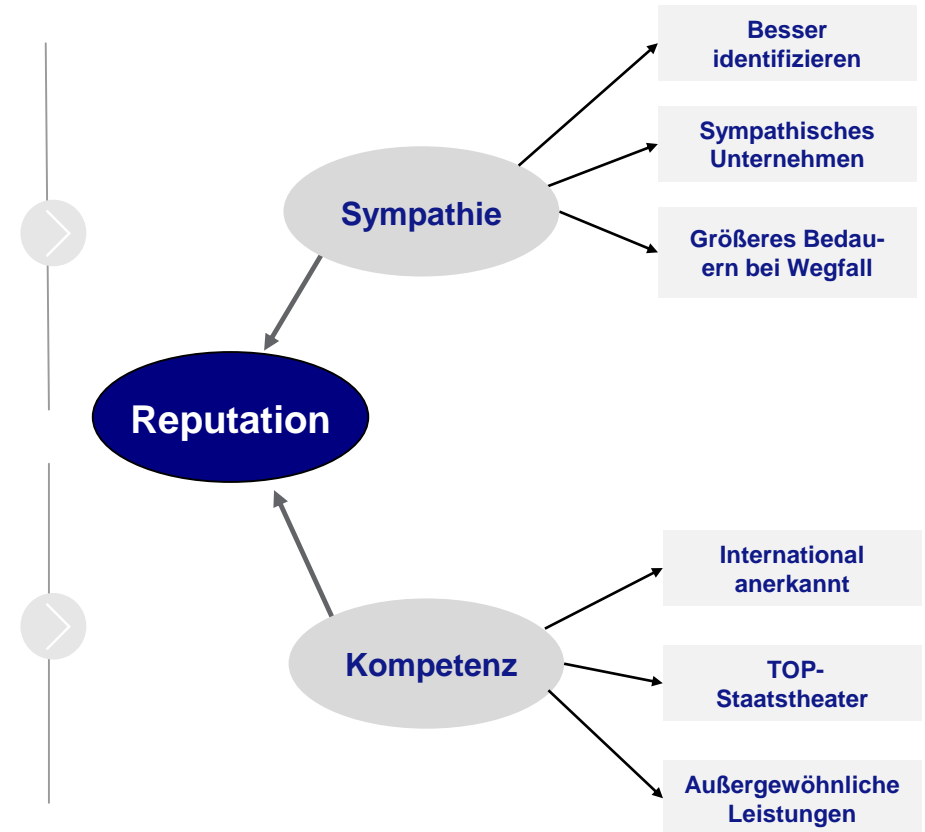 Besser
identifizieren
Sympathisches
Unternehmen
Sympathie
Größeres Bedau-
ern bei Wegfall
Reputation
International
anerkannt
Kompetenz
TOP-
Staatstheater
Außergewöhnliche
Leistungen